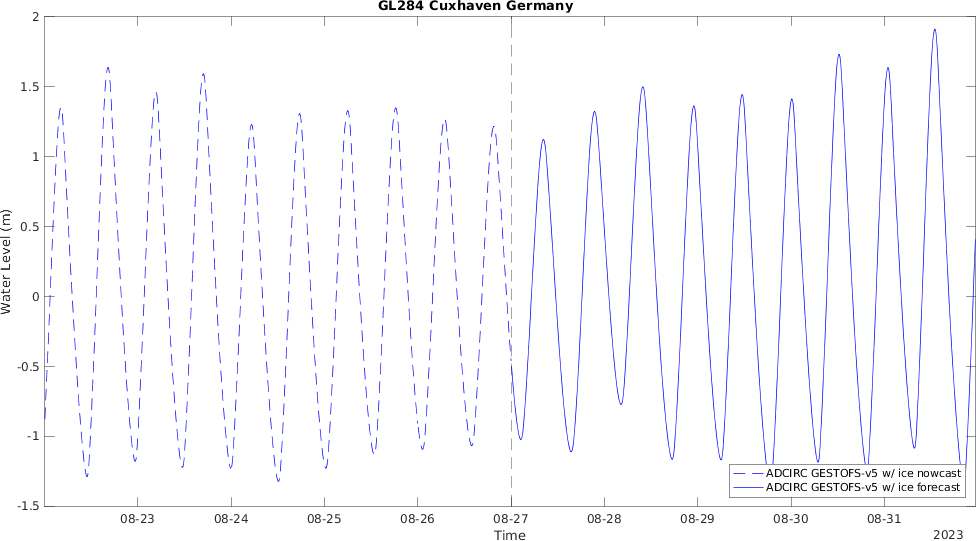 GL284 Cuxhaven Germany
2
1.5
1
0.5
0
-0.5
-1
-1.5
Water Level (m)
ADCIRC GESTOFS-v5 w/ ice nowcast
ADCIRC GESTOFS-v5 w/ ice forecast
08-23 08-24 08-25 08-26 08-27 08-28 08-29 08-30 08-31
Time
2023